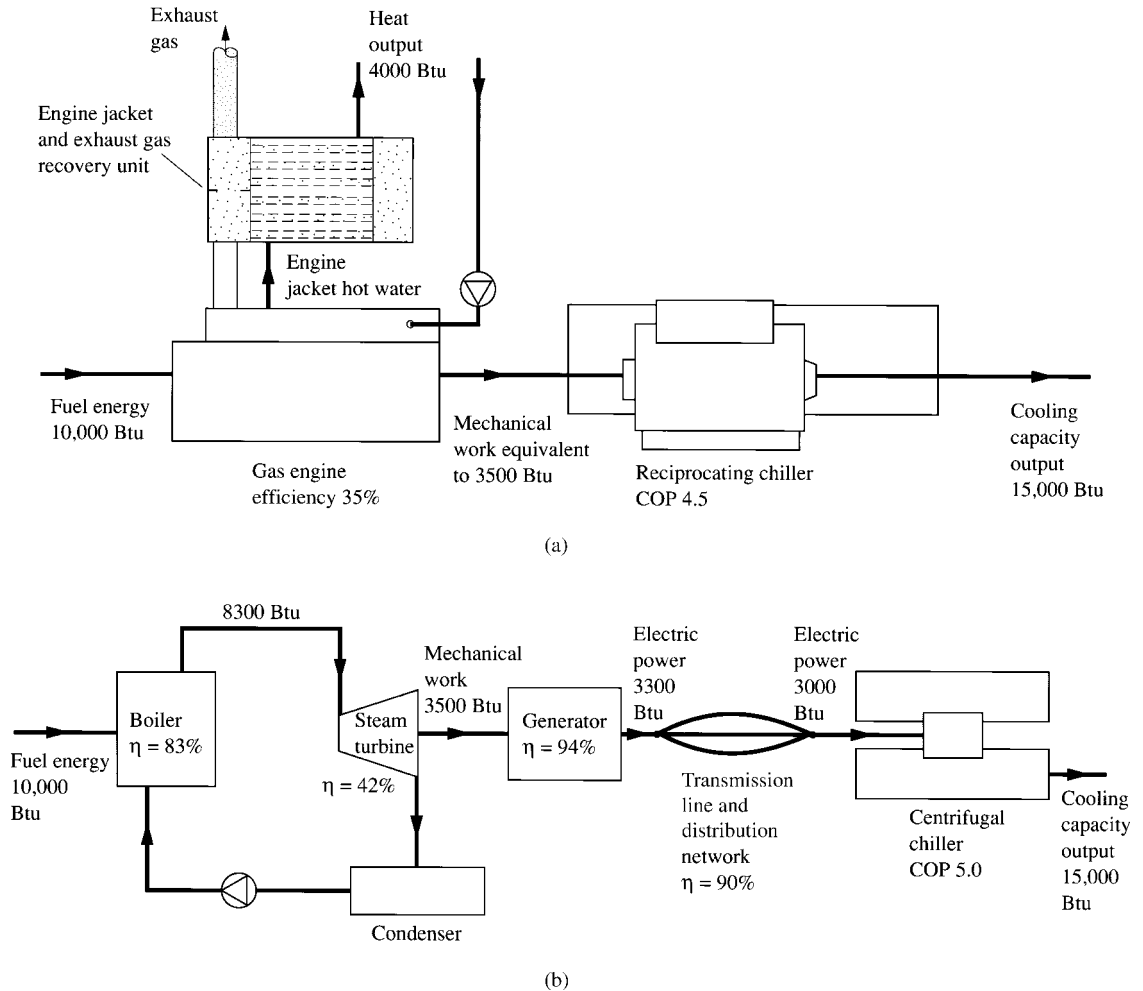 Exhaust
gas
Heat
output
4000 Btu
Engine jacket
and exhaust gas
recovery unit
Engine
jacket hot water
Fuel energy
10,000 Btu
Gas engine
efficiency 35%
Mechanical
work equivalent
to 3500 Btu
Reciprocating chiller
COP 4.5
Cooling
capacity
output
15,000 Btu
(a)
8300 Btu
Fuel energy
10,000
Btu
Boiler
η = 83%
Steam
turbine
η = 42%
Mechanical
work
3500 Btu
Generator
η = 94%
Electric
power
3300
Btu
Transmission
line and
distribution
network
η = 90%
Electric
power
3000
Btu
Centrifugal
chiller
COP 5.0
Cooling
capacity
output
15,000
Btu
Condenser
(b)